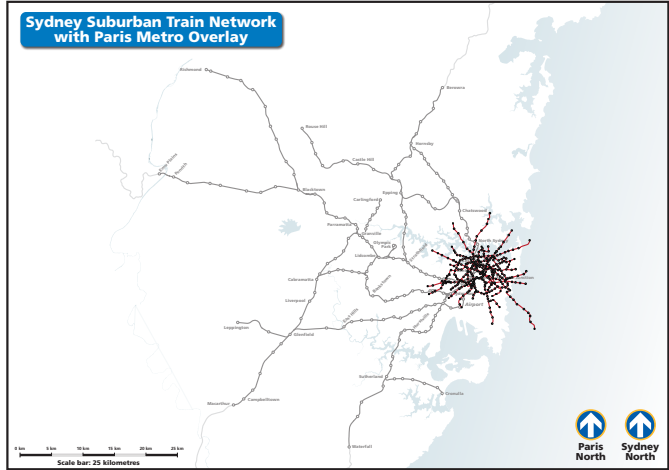 Sydney Suburban Train Network
with Paris Metro Overlay
Richmond
Berowra
Rouse Hill
Hornsby
Emu Plains
Penrith
Castle Hill
Epping
Blacktown
Carlingford
Chatswood
Parramatta
Granville
Olympic
Park
North Sydney
Lidcombe
Strathfield
Cabramatta
Bankstown
Liverpool
Airport
East Hills
Hurstville
Leppington
Glenfield
Sutherland
Macarthur
Campbelltown
Cronulla
Waterfall
0 km
5 km
10 km
15 km
20 km
25 km
Scale bar: 25 kilometres
Paris
North
Sydney
North